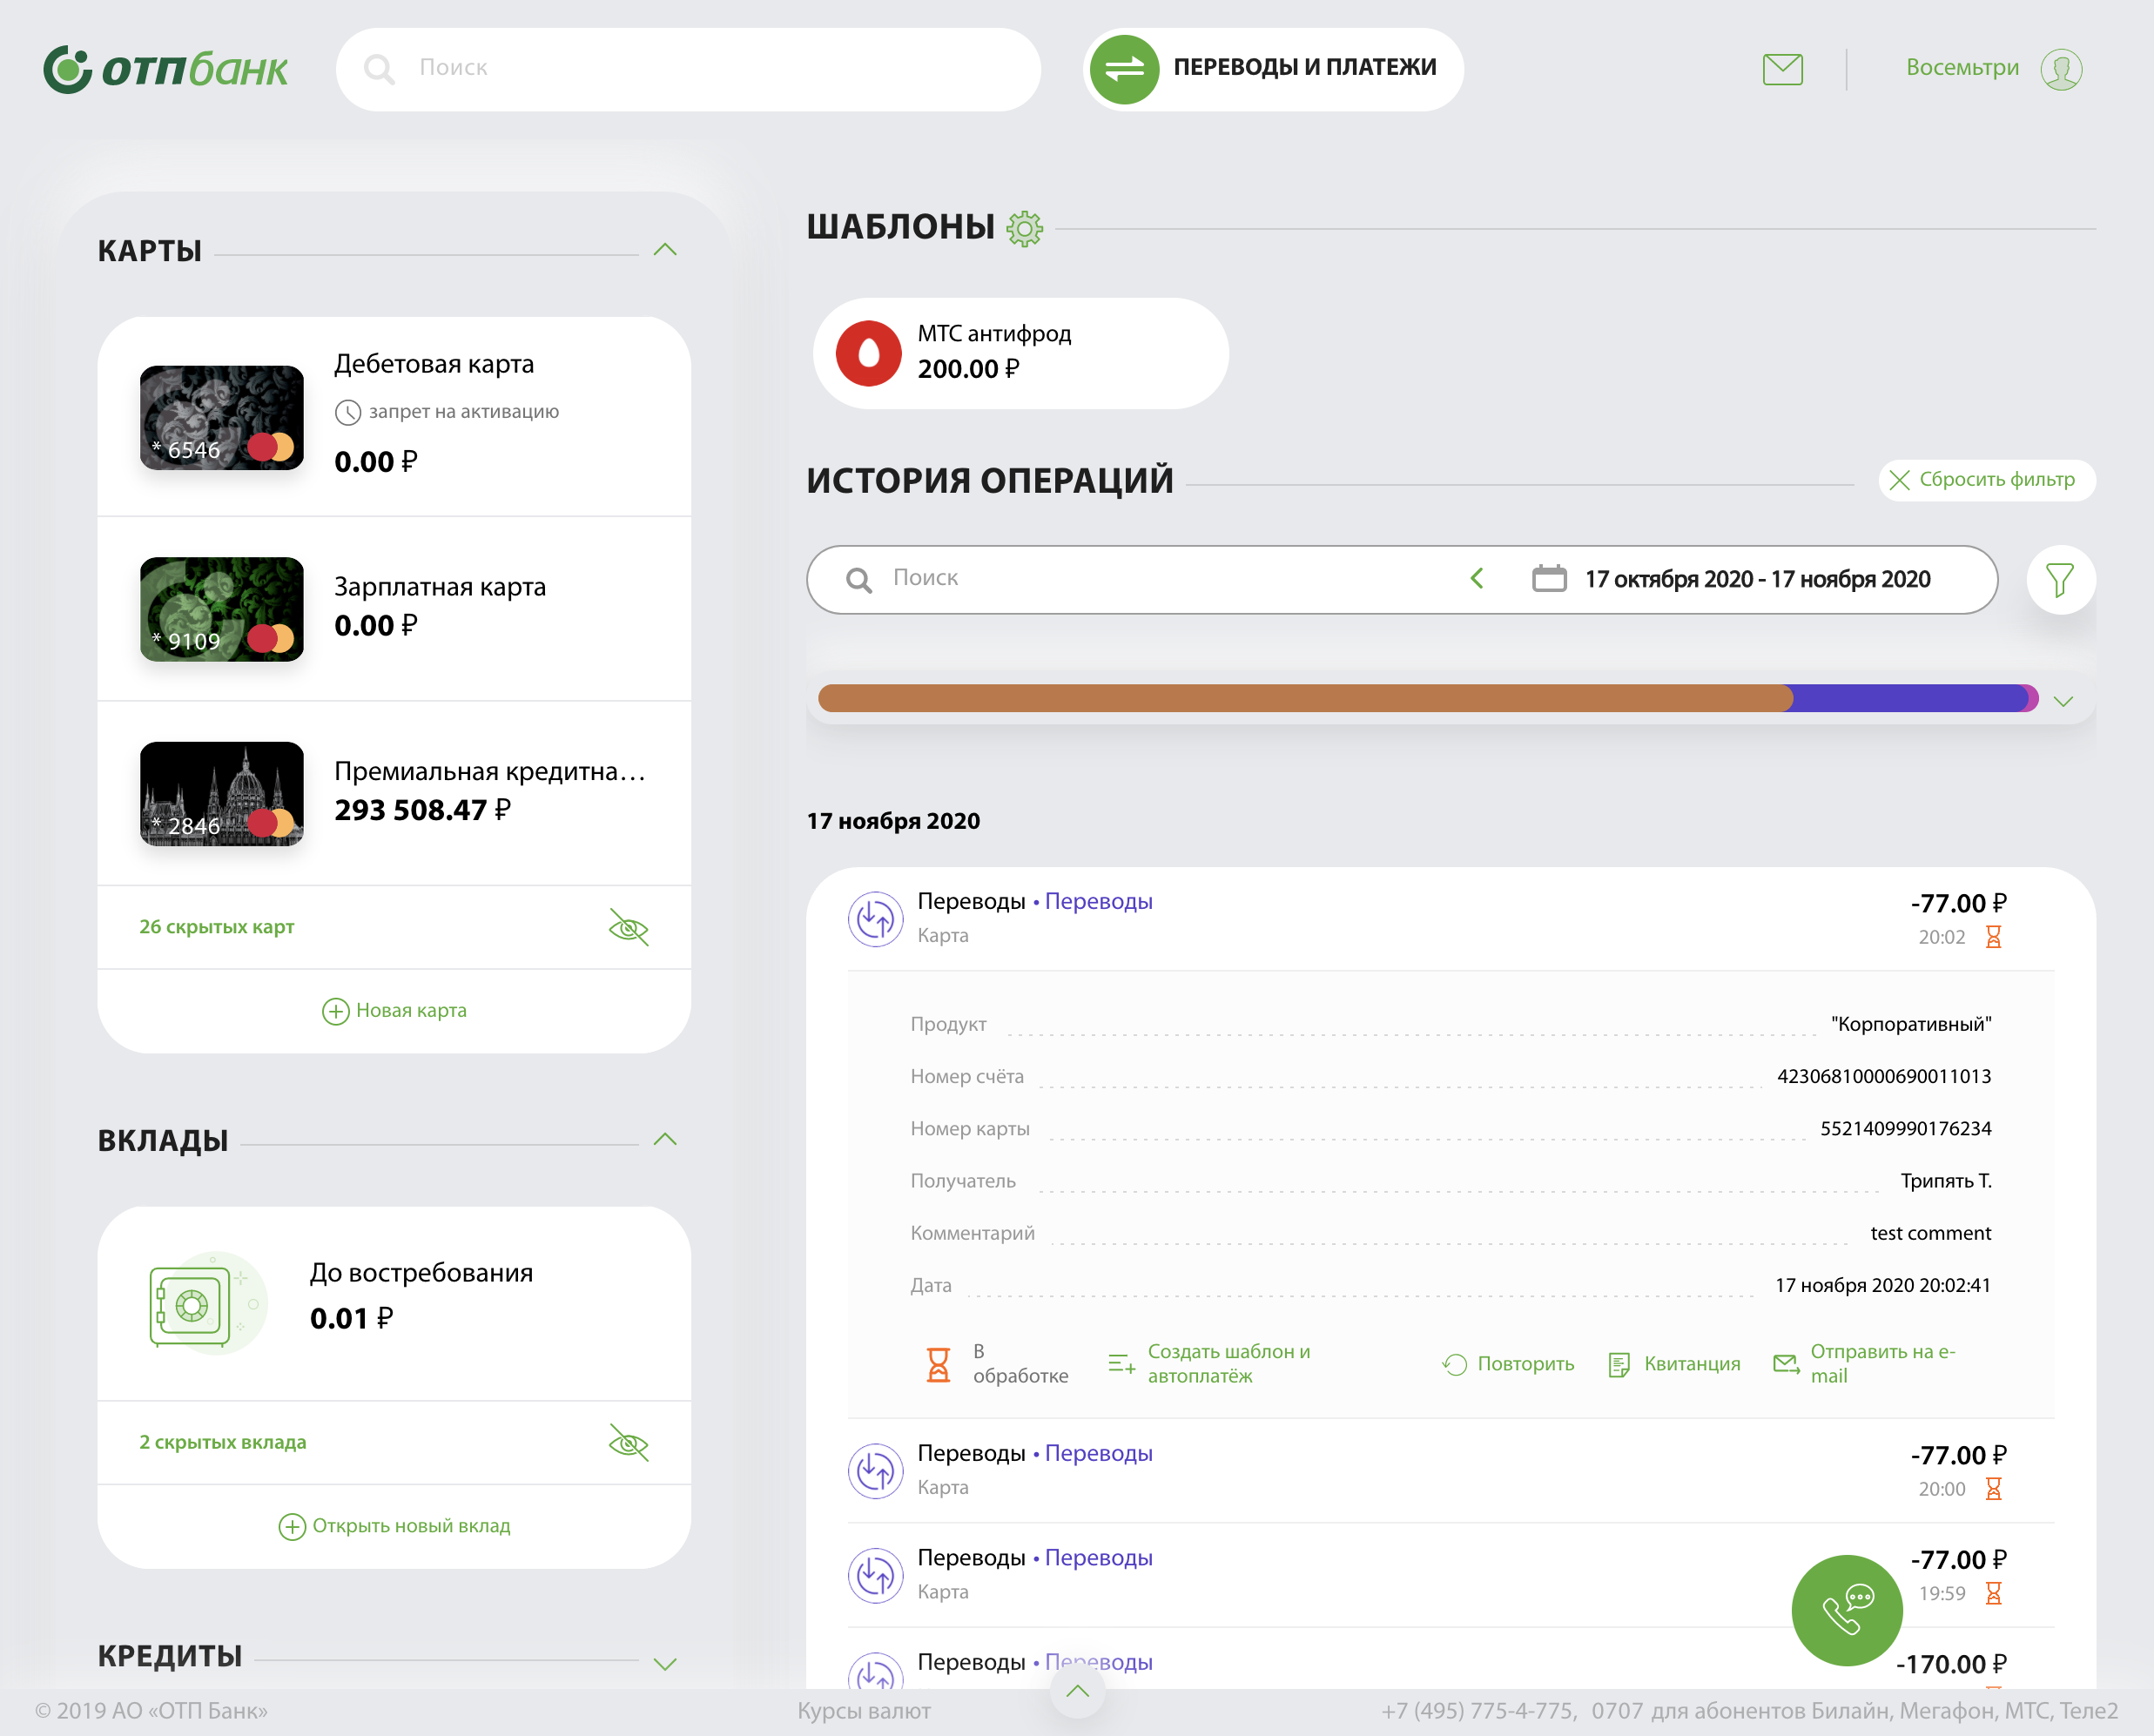 ОТПбанк
Поиск
ПЕРЕВОДЫ И ПЛАТЕЖИ
Восемьтри
КАРТЫ
* 6546
Дебетовая карта
запрет на активацию
0.00 ₽
* 9109
Зарплатная карта
0.00 ₽
* 2846
Премиальная кредитна...
293 508.47 ₽
26 скрытых карт
Новая карта
ВКЛАДЫ
До востребования
0.01 ₽
2 скрытых вклада
Открыть новый вклад
КРЕДИТЫ
ШАБЛОНЫ
МТС антифрод
200.00 ₽
ИСТОРИЯ ОПЕРАЦИЙ
Сбросить фильтр
Поиск
17 октября 2020 - 17 ноября 2020
17 ноября 2020
Переводы • Переводы
-77.00 ₽
Карта
20:02
Продукт "Корпоративный"
Номер счёта 42306810000690011013
Номер карты 5521409990176234
Получатель Трипять Т.
Комментарий test comment
Дата 17 ноября 2020 20:02:41
В
обработке
Создать шаблон и
автоплатёж
Повторить
Квитанция
Отправить на e-
mail
Переводы • Переводы
-77.00 ₽
Карта
20:00
Переводы • Переводы
-77.00 ₽
Карта
19:59
Переводы • Переводы
-170.00 ₽
© 2019 АО «ОТП Банк»
Курсы валют
+7 (495) 775-4-775, 0707 для абонентов Билайн, Мегафон, МТС, Теле2